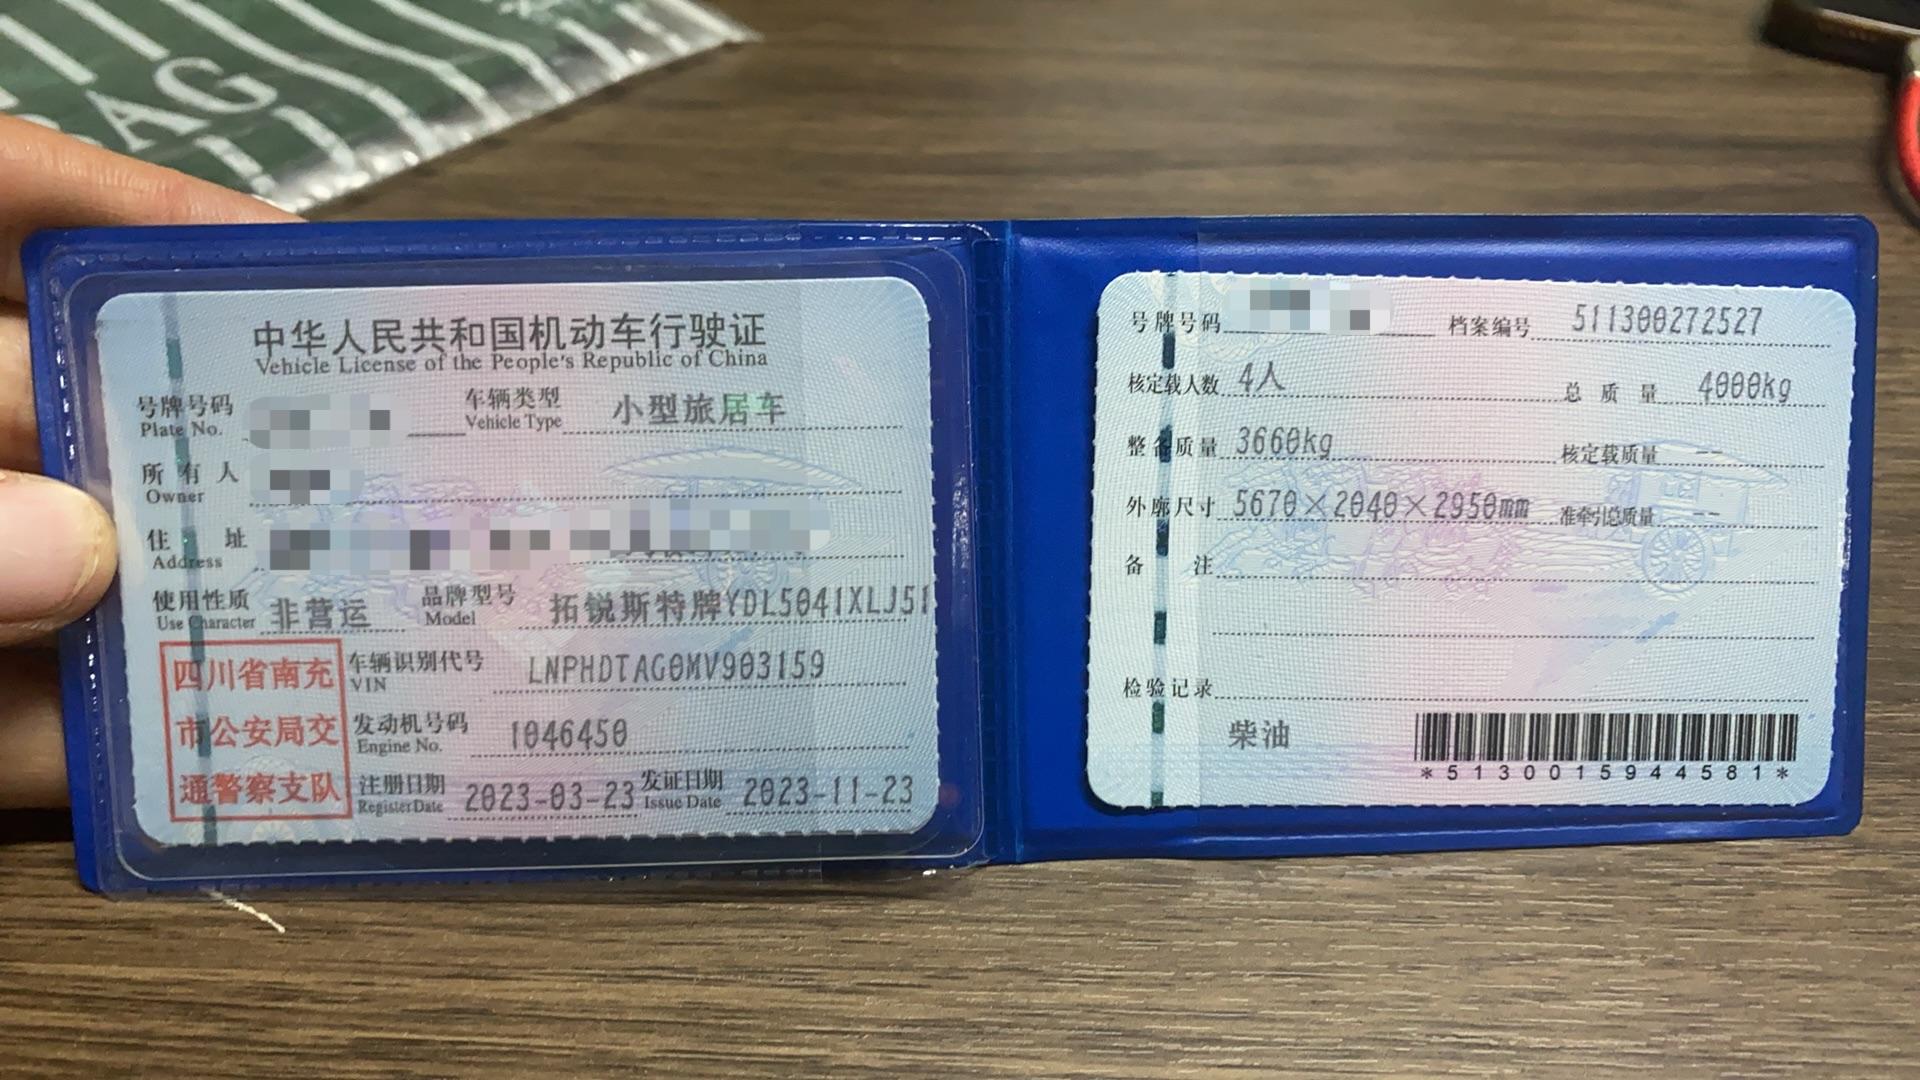 BAG
中华人民共和国机动车行驶证
Vehicle License of the People's Republic of China
号牌号码
Plate No.
车辆类型 小型旅居车
Vehicle Type
所有人
Owner
住址
Address
使用性质 非营运
Use Character
品牌型号 拓锐斯特牌YDL5041XLJ51
Model
四川省南充
市公安局交
通警察支队
车辆识别代号 LNPHDTAG0MV903159
VIN
发动机号码 1046450
Engine No.
注册日期 2023-03-23
Register Date
发证日期 2023-11-23
Issue Date
号牌号码 档案编号 511300272527
核定载人数 4人 总质量 4000kg
整备质量 3660kg 核定载质量 --
外廓尺寸 5670×2040×2950mm 准牵引总质量 --
备注
检验记录
柴油
*5130015944581*